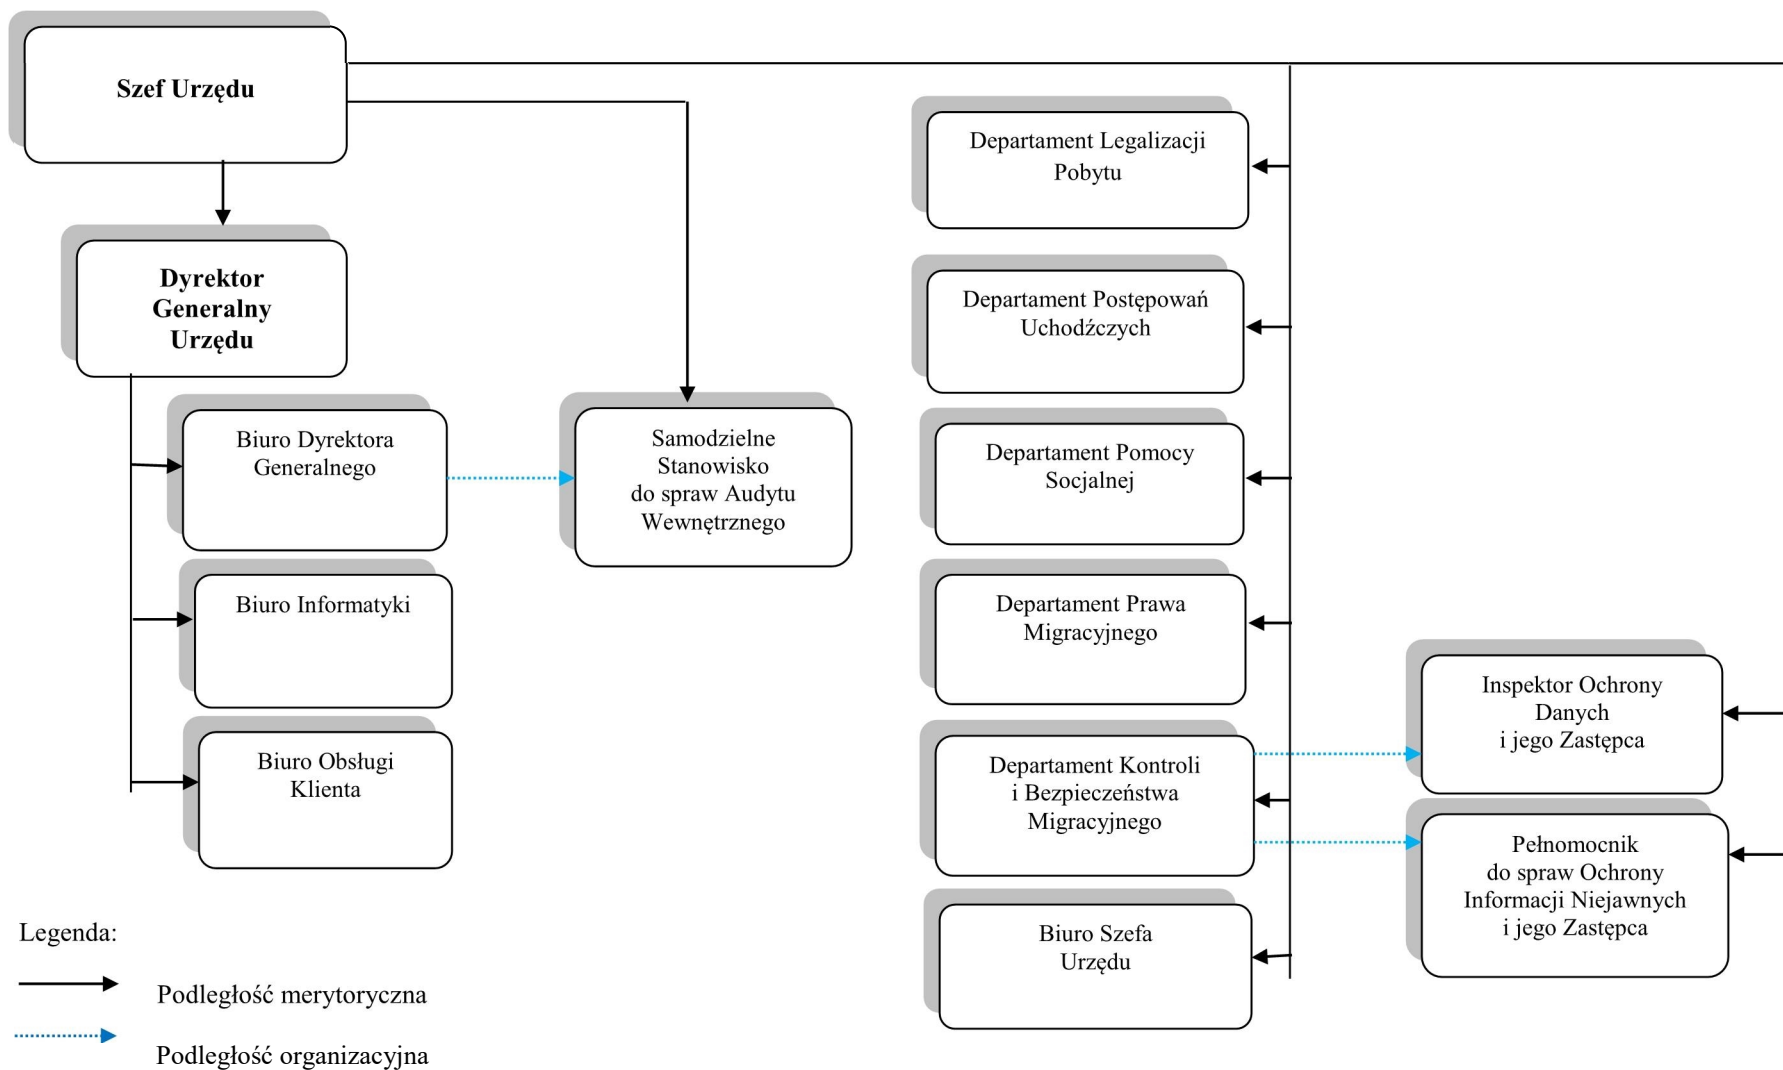 Szef Urzędu
Dyrektor
Generalny
Urzędu
Biuro Dyrektora
Generalnego
Biuro Informatyki
Biuro Obsługi
Klienta
Samodzielne
Stanowisko
do spraw Audytu
Wewnętrznego
Departament Legalizacji
Pobytu
Departament Postępowań
Uchodźczych
Departament Pomocy
Socjalnej
Departament Prawa
Migracyjnego
Departament Kontroli
i Bezpieczeństwa
Migracyjnego
Biuro Szefa
Urzędu
Inspektor Ochrony
Danych
i jego Zastępca
Pełnomocnik
do spraw Ochrony
Informacji Niejawnych
i jego Zastępca
Legenda:
Podległość merytoryczna
Podległość organizacyjna